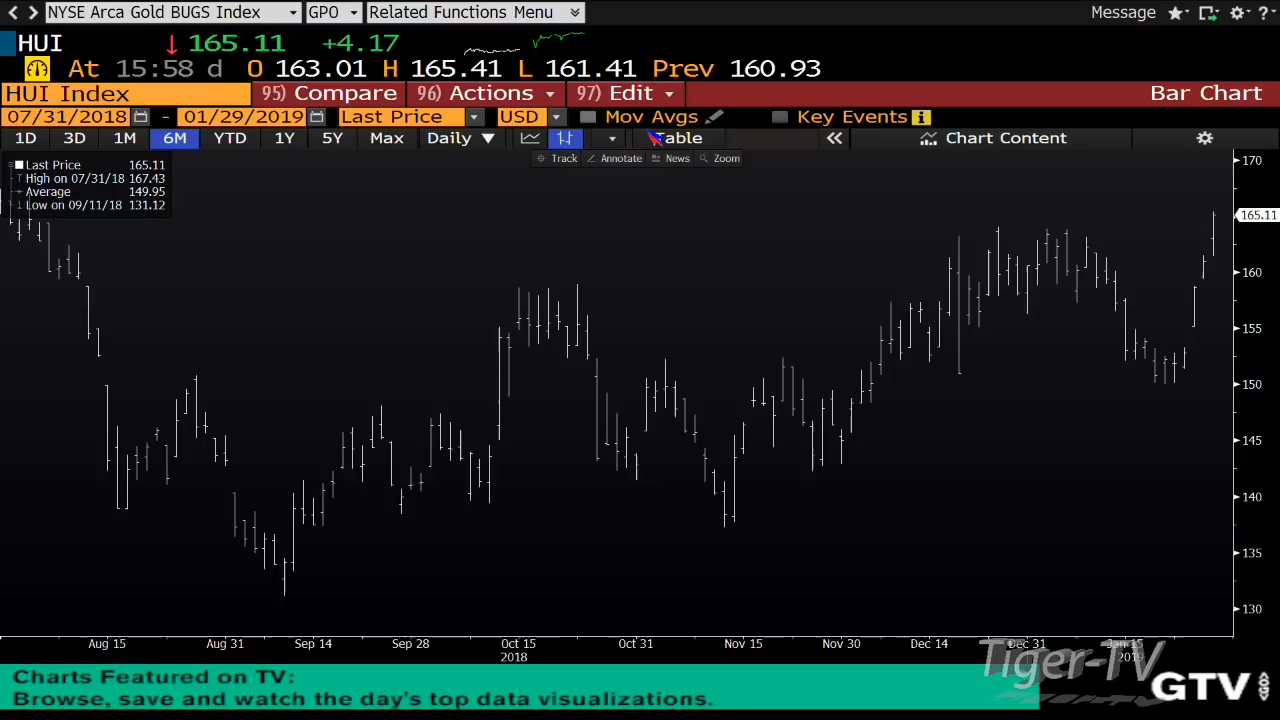 NYSE Arca Gold BUGS Index GPO Related Functions Menu Message ?
HUI 165.11 +4.17
At 15:58 d O 163.01 H 165.41 L 161.41 Prev 160.93
HUI Index 95) Compare 96) Actions 97) Edit Bar Chart
07/31/2018 - 01/29/2019 Last Price USD Mov Avgs Key Events
1D 3D 1M 6M YTD 1Y 5Y Max Daily Table Chart Content
Track Annotate News Zoom
Last Price 165.11
High on 07/31/18 167.43
Average 149.95
Low on 09/11/18 131.12
170
165.11
160
155
150
145
140
135
130
Aug 15 Aug 31 Sep 14 Sep 28 Oct 15 Oct 31 Nov 15 Nov 30 Dec 14 Dec 31 Jan 15
2018 2019
Tiger-TV
Charts Featured on TV:
Browse, save and watch the day's top data visualizations.
GTV